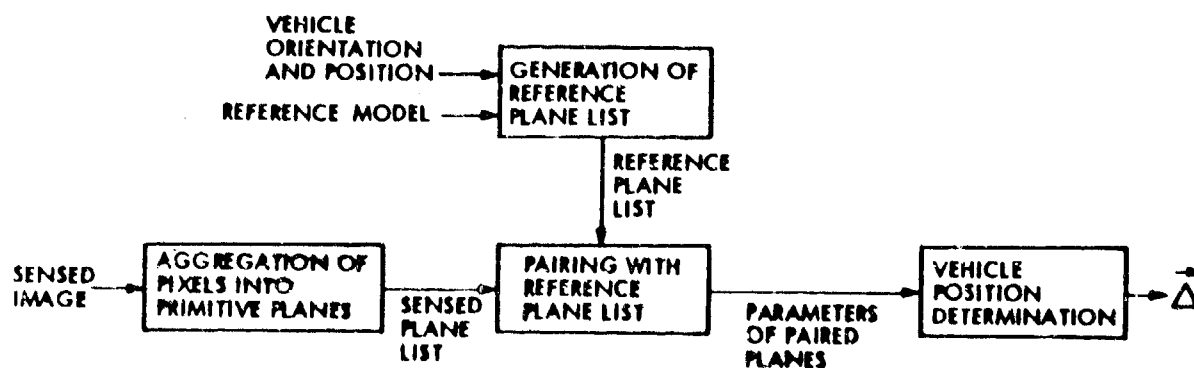 VEHICLE
ORIENTATION
AND POSITION
REFERENCE MODEL
GENERATION OF
REFERENCE
PLANE LIST
REFERENCE
PLANE
LIST
SENSED
IMAGE
AGGREGATION OF
PIXELS INTO
PRIMITIVE PLANES
SENSED
PLANE
LIST
PAIRING WITH
REFERENCE
PLANE LIST
PARAMETERS
OF PAIRED
PLANES
VEHICLE
POSITION
DETERMINATION
Δ⃗